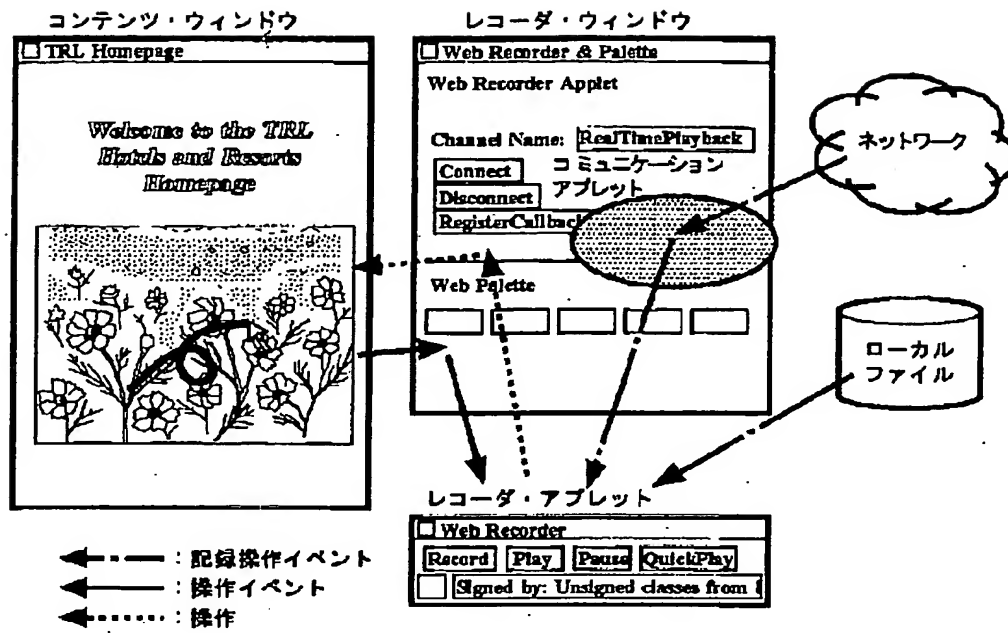 コンテンツ・ウィンドウ
TRL Homepage
Welcome to the TRL
Hotels and Resorts
Homepage
レコーダ・ウィンドウ
Web Recorder & Palette
Web Recorder Applet
Channel Name: RealTimePlayback
Connect
コミュニケーション
アプレット
Disconnect
RegisterCallback
Web Palette
ネットワーク
ローカル
ファイル
レコーダ・アプレット
Web Recorder
Record Play Pause QuickPlay
Signed by: Unsigned classes from
：記録操作イベント
：操作イベント
：操作